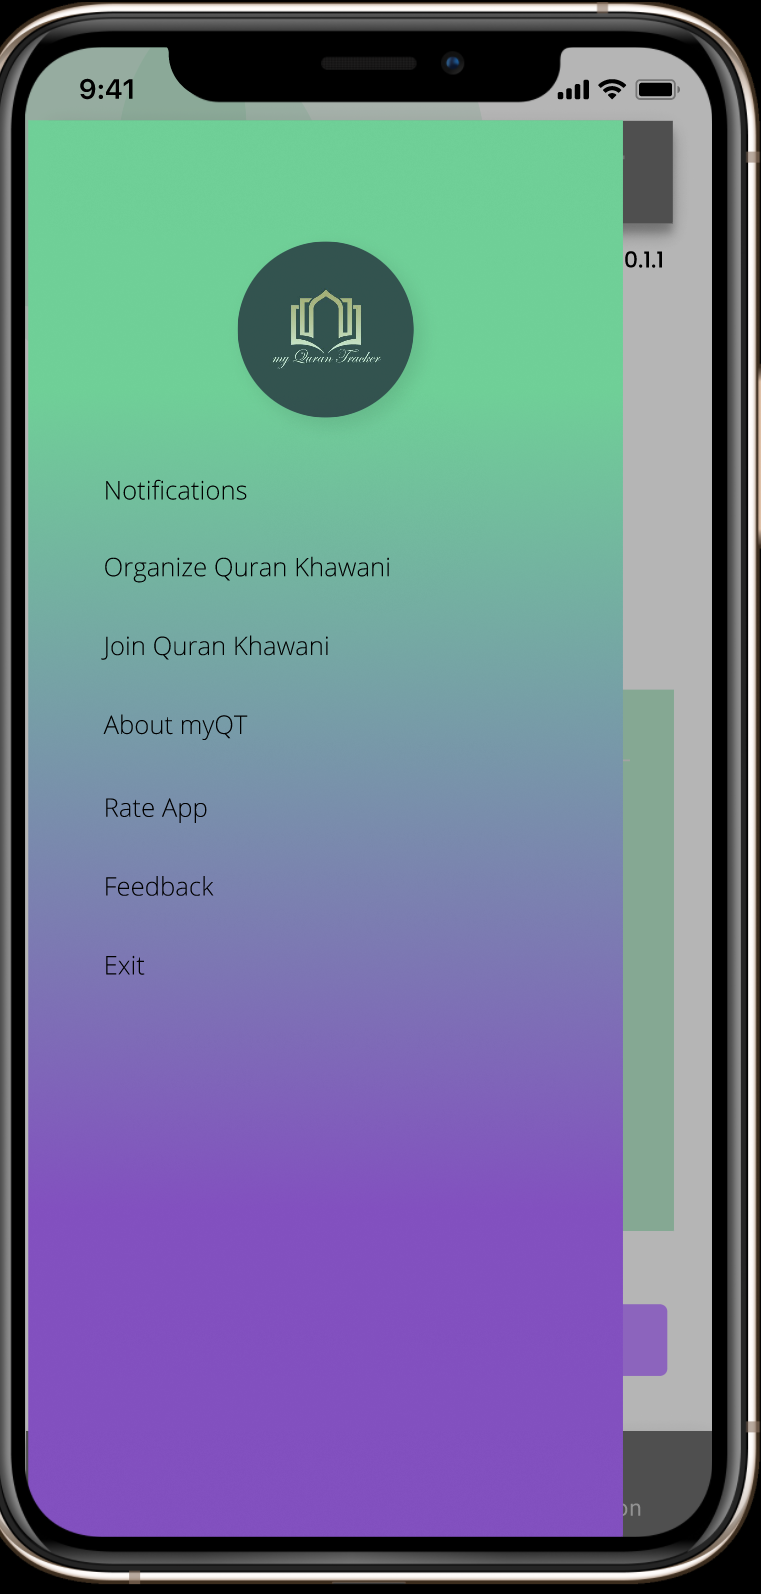 9:41
0.1.1
my Quran Tracker
Notifications
Organize Quran Khawani
Join Quran Khawani
About myQT
Rate App
Feedback
Exit
on